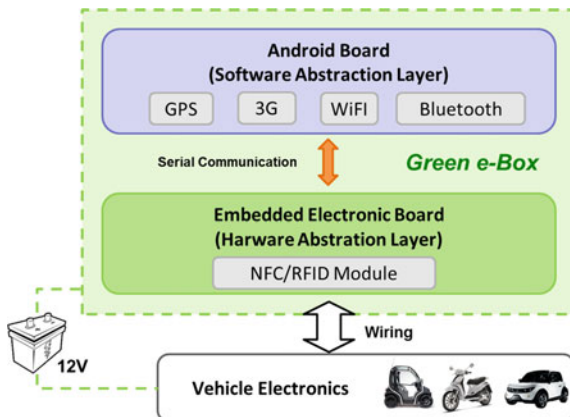 Android Board
(Software Abstraction Layer)
GPS
3G
WiFI
Bluetooth
Serial Communication
Green e-Box
Embedded Electronic Board
(Harware Abstration Layer)
NFC/RFID Module
Wiring
12V
Vehicle Electronics